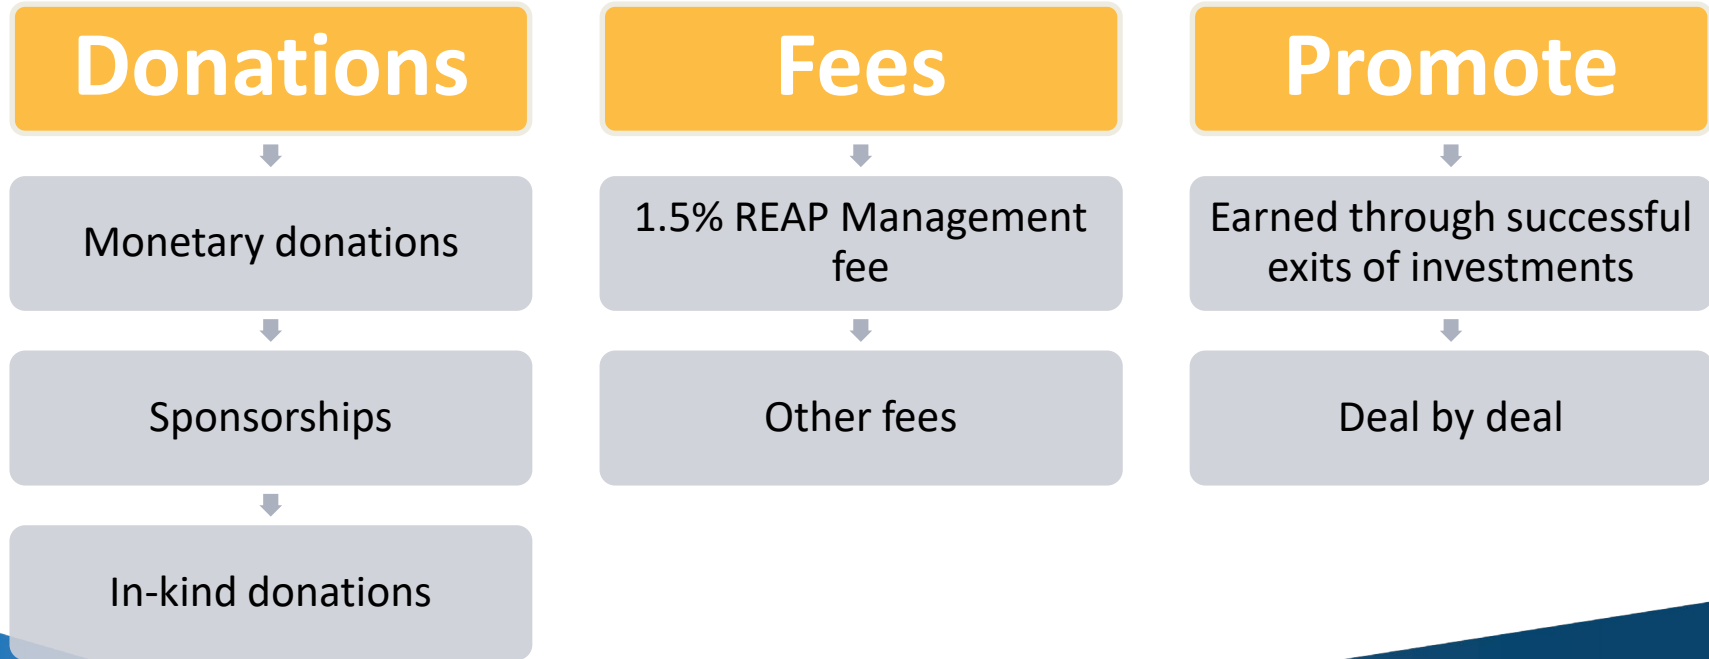 Donations
Monetary donations
Sponsorships
In-kind donations
Fees
1.5% REAP Management
fee
Other fees
Promote
Earned through successful
exits of investments
Deal by deal